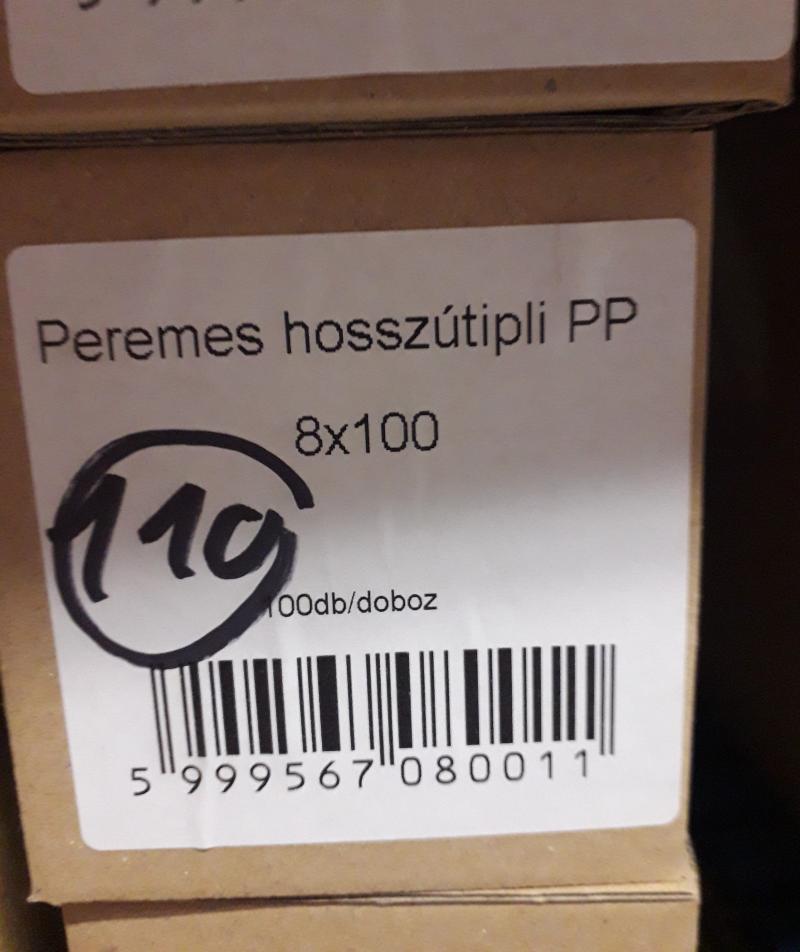 Peremes hosszútipli PP
8x100
110
100db/doboz
5 999567 080011